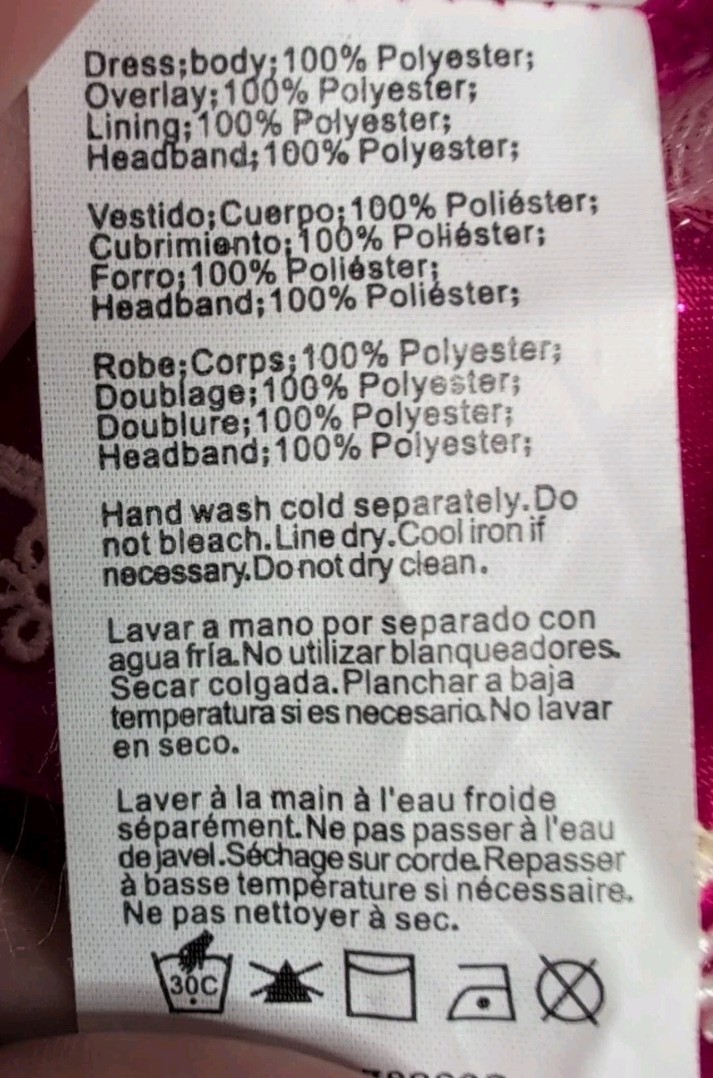 Dress;body;100% Polyester;
Overlay;100% Polyester;
Lining;100% Polyester;
Headband;100% Polyester;
Vestido;Cuerpo;100% Poliéster;
Cubrimiento;100% Poliéster;
Forro;100% Poliéster;
Headband;100% Poliéster;
Robe;Corps;100% Polyester;
Doublage;100% Polyester;
Doublure;100% Polyester;
Headband;100% Polyester;
Hand wash cold separately.Do
not bleach.Line dry.Cool iron if
necessary.Do not dry clean.
Lavar a mano por separado con
agua fría.No utilizar blanqueadores.
Secar colgada.Planchar a baja
temperatura si es necesario.No lavar
en seco.
Laver à la main à l'eau froide
séparément.Ne pas passer à l'eau
de javel.Séchage sur corde.Repasser
à basse température si nécessaire.
Ne pas nettoyer à sec.
30C